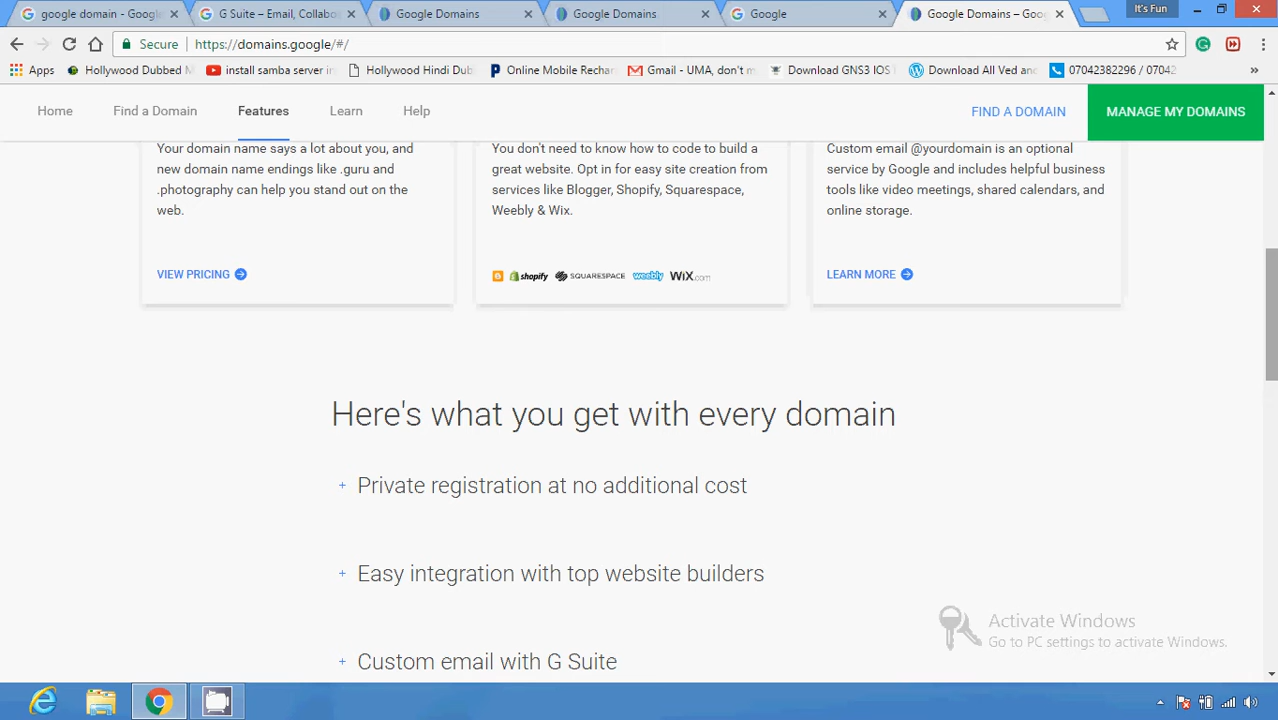 google domain - Google
G Suite – Email, Collabo
Google Domains
Google Domains
Google
Google Domains – Goo
It's Fun
Secure
https://domains.google/#/
Apps
Hollywood Dubbed M
install samba server in
Hollywood Hindi Dub
Online Mobile Rechar
Gmail - UMA, don't m
Download GNS3 IOS
Download All Ved and
07042382296 / 07042
Home
Find a Domain
Features
Learn
Help
FIND A DOMAIN
MANAGE MY DOMAINS
Your domain name says a lot about you, and
new domain name endings like .guru and
.photography can help you stand out on the
web.
VIEW PRICING
You don't need to know how to code to build a
great website. Opt in for easy site creation from
services like Blogger, Shopify, Squarespace,
Weebly & Wix.
shopify SQUARESPACE weebly WiX.com
Custom email @yourdomain is an optional
service by Google and includes helpful business
tools like video meetings, shared calendars, and
online storage.
LEARN MORE
Here's what you get with every domain
+ Private registration at no additional cost
+ Easy integration with top website builders
+ Custom email with G Suite
Activate Windows
Go to PC settings to activate Windows.